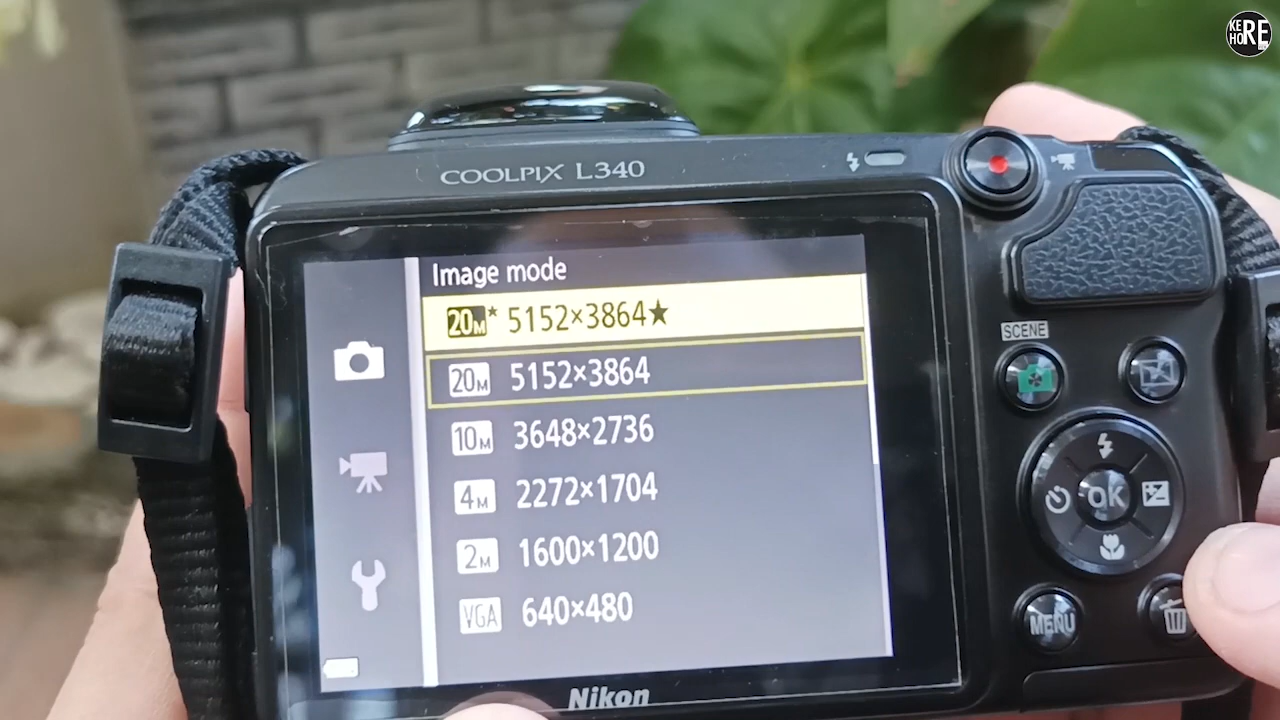 KE
HO RE
COOLPIX L340
Image mode
20M★ 5152×3864★
20M 5152×3864
10M 3648×2736
4M 2272×1704
2M 1600×1200
VGA 640×480
SCENE
OK
MENU
Nikon